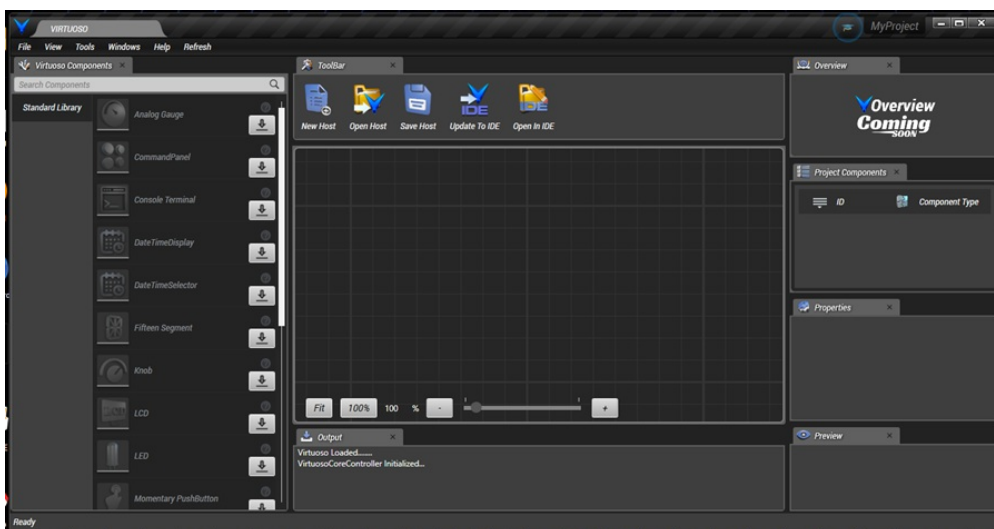 VIRTUOSO
MyProject
File View Tools Windows Help Refresh
Virtuoso Components
Search Components
Standard Library
Analog Gauge
CommandPanel
Console Terminal
DateTimeDisplay
DateTimeSelector
Fifteen Segment
Knob
LCD
LED
Momentary PushButton
ToolBar
New Host
Open Host
Save Host
IDE
Update To IDE
IDE
Open In IDE
Fit 100% 100 % - 1 1 +
Output
Virtuoso Loaded......
VirtuosoCoreController Initialized...
Overview
Overview
Coming
SOON
Project Components
ID Component Type
Properties
Preview
Ready